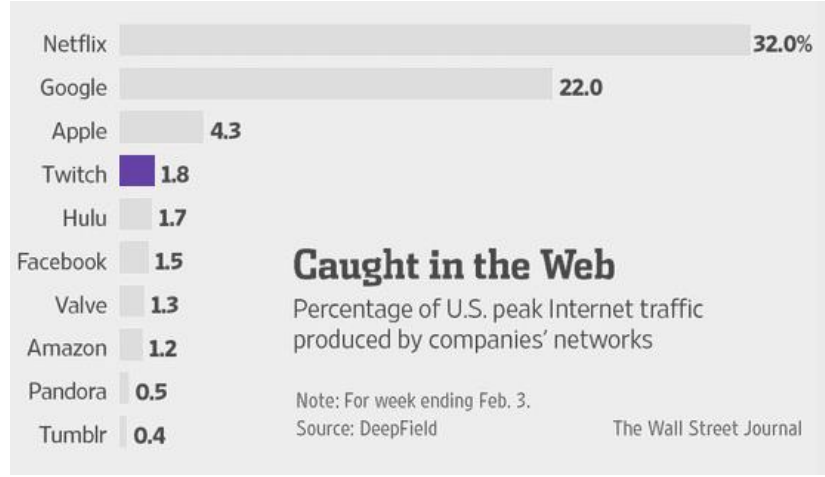 Netflix 32.0%
Google 22.0
Apple 4.3
Twitch 1.8
Hulu 1.7
Facebook 1.5
Valve 1.3
Amazon 1.2
Pandora 0.5
Tumblr 0.4
Caught in the Web
Percentage of U.S. peak Internet traffic
produced by companies’ networks
Note: For week ending Feb. 3.
Source: DeepField
The Wall Street Journal